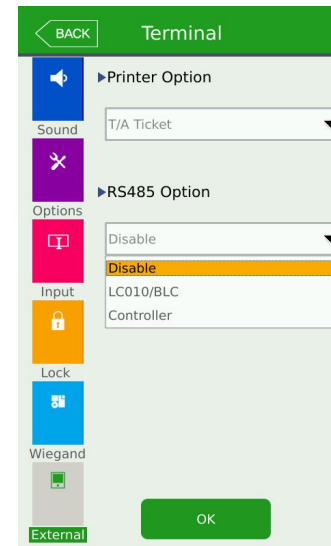 BACK
Terminal
Sound
Options
Input
Lock
Wiegand
External
▶Printer Option
T/A Ticket
▶RS485 Option
Disable
Disable
LC010/BLC
Controller
OK